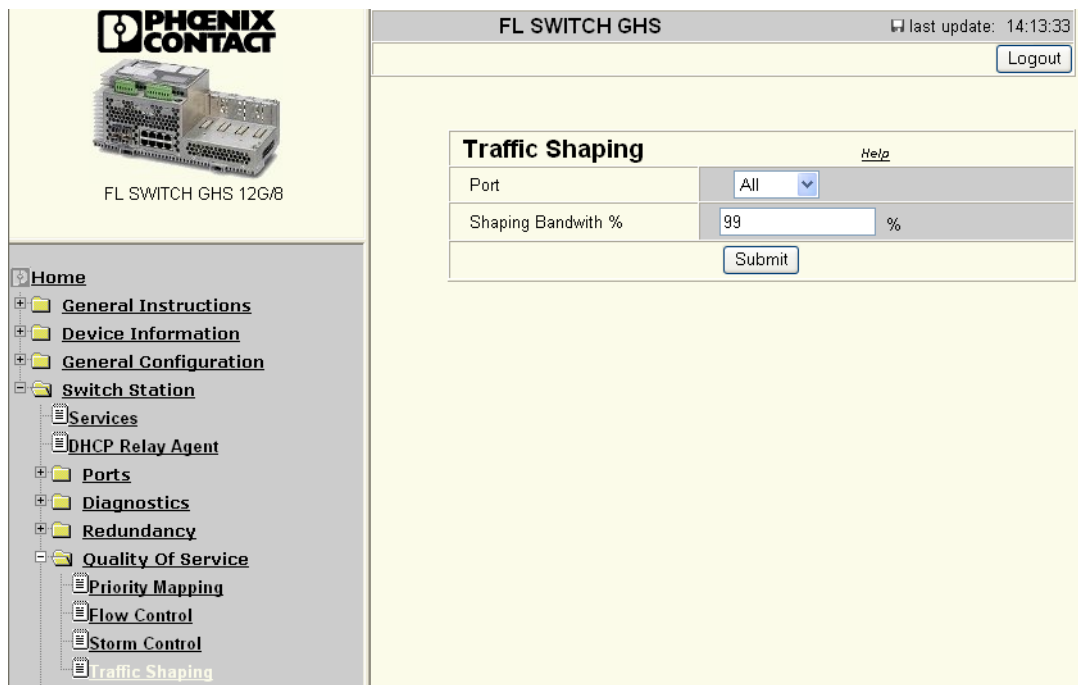 PHŒNIX
CONTACT
FL SWITCH GHS 12G/8
Home
General Instructions
Device Information
General Configuration
Switch Station
Services
DHCP Relay Agent
Ports
Diagnostics
Redundancy
Quality Of Service
Priority Mapping
Flow Control
Storm Control
Traffic Shaping
FL SWITCH GHS last update: 14:13:33
Logout
Traffic Shaping Help
Port All
Shaping Bandwith % 99 %
Submit